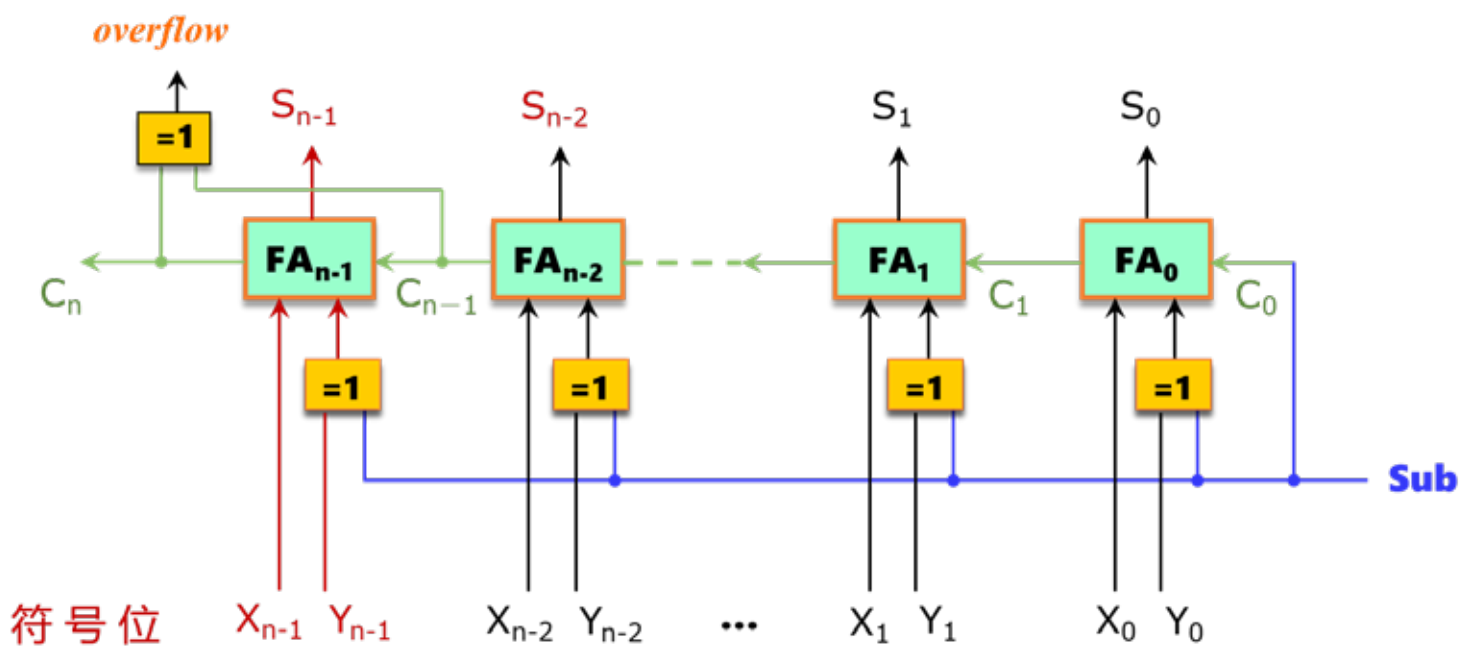 overflow
=1
Sₙ₋₁ Sₙ₋₂ S₁ S₀
FAₙ₋₁ FAₙ₋₂ FA₁ FA₀
Cₙ Cₙ₋₁ C₁ C₀
=1 =1 =1 =1
Sub
符号位 Xₙ₋₁ Yₙ₋₁ Xₙ₋₂ Yₙ₋₂ ... X₁ Y₁ X₀ Y₀